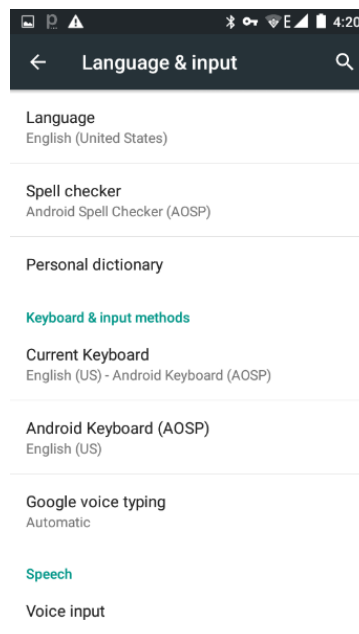 E 4:20
Language & input
Language
English (United States)
Spell checker
Android Spell Checker (AOSP)
Personal dictionary
Keyboard & input methods
Current Keyboard
English (US) - Android Keyboard (AOSP)
Android Keyboard (AOSP)
English (US)
Google voice typing
Automatic
Speech
Voice input